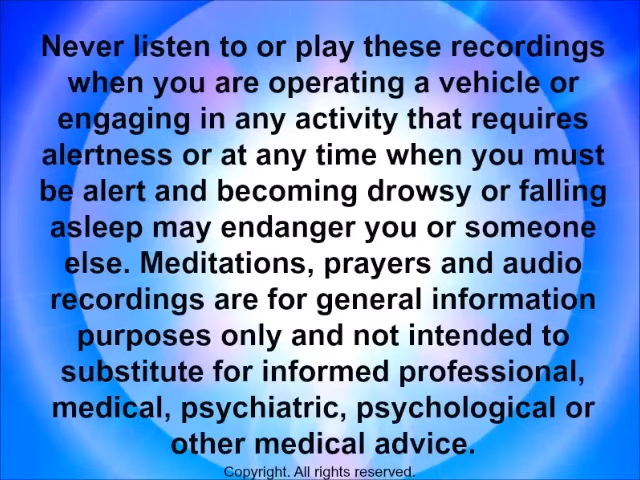 Never listen to or play these recordings
when you are operating a vehicle or
engaging in any activity that requires
alertness or at any time when you must
be alert and becoming drowsy or falling
asleep may endanger you or someone
else. Meditations, prayers and audio
recordings are for general information
purposes only and not intended to
substitute for informed professional,
medical, psychiatric, psychological or
other medical advice.
Copyright. All rights reserved.